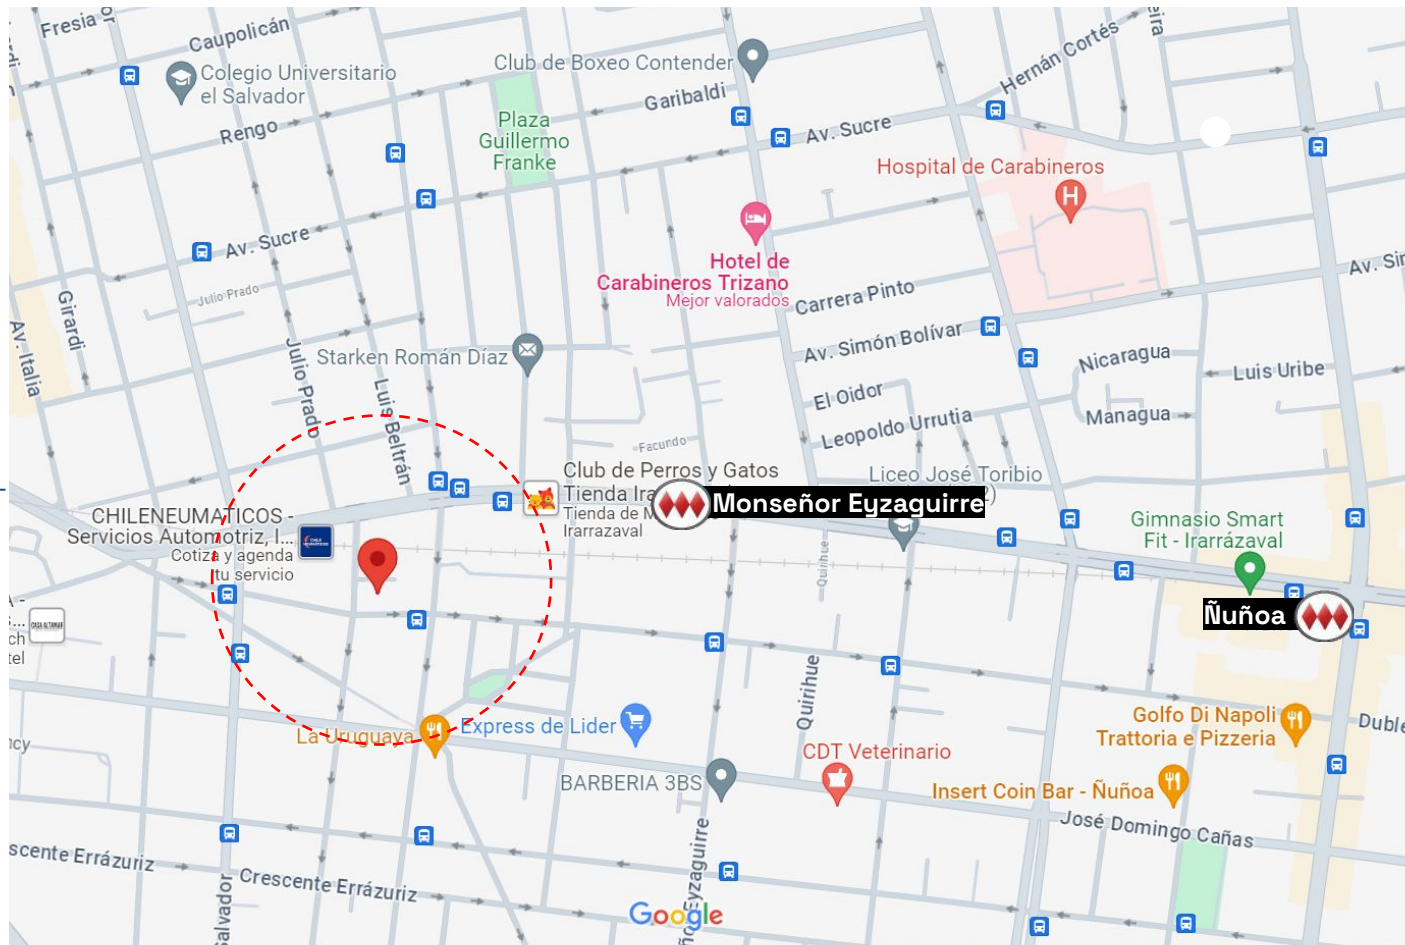 Fresia
Caupolicán
Colegio Universitario
el Salvador
Rengo
Club de Boxeo Contender
Garibaldi
Plaza
Guillermo
Franke
Hernán Cortés
Av. Sucre
Hospital de Carabineros
H
Av. Sucre
Julio Prado
Girardi
Av. Italia
Hotel de
Carabineros Trizano
Mejor valorados
Carrera Pinto
Av. Simón Bolívar
Starken Román Díaz
Julio Prado
Luis Beltrán
Nicaragua
Luis Uribe
El Oidor
Managua
Leopoldo Urrutia
Facundo
Club de Perros y Gatos
Tienda
Tienda de
Irarrazaval
Monseñor Eyzaguirre
Liceo José Toribio
CHILENEUMATICOS -
Servicios Automotriz, I...
Cotiza y agenda
tu servicio
Quirihue
Gimnasio Smart
Fit - Irarrázaval
Ñuñoa
CASA ALTAMAR
Quirihue
La Uruguaya
Express de Lider
Golfo Di Napoli
Trattoria e Pizzeria
CDT Veterinario
BARBERIA 3BS
Insert Coin Bar - Ñuñoa
José Domingo Cañas
Eyzaguirre
Salvador
scente Errázuriz
Crescente Errázuriz
Google